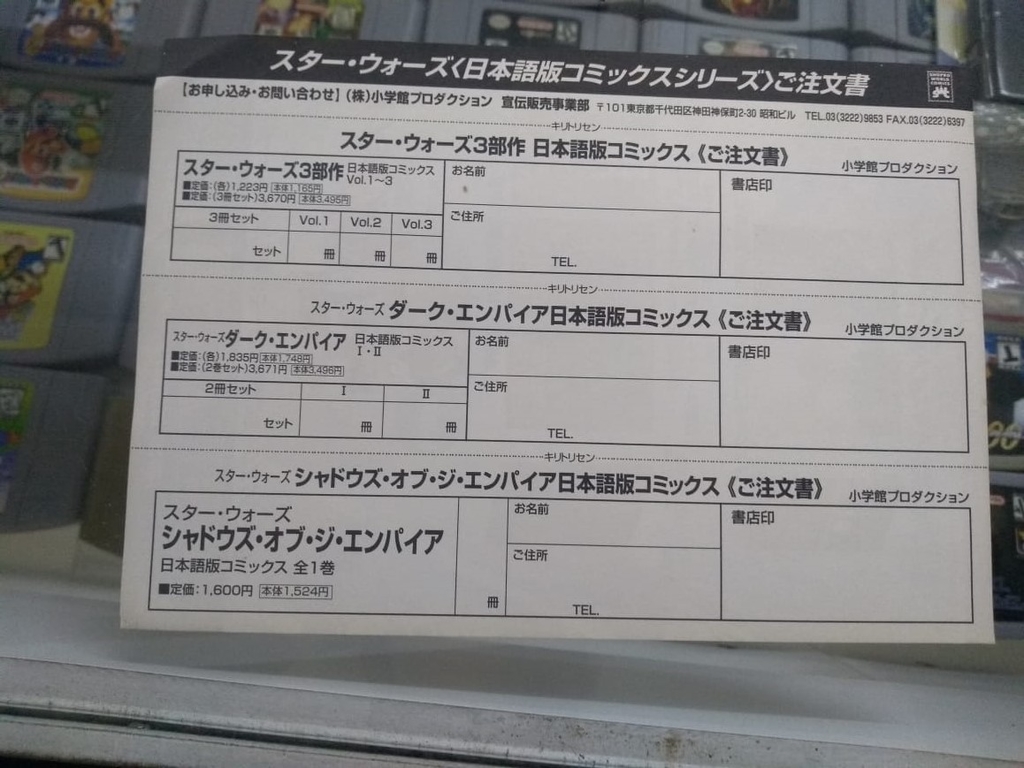 スター・ウォーズ〈日本語版コミックスシリーズ〉ご注文書
【お申し込み・お問い合わせ】(株)小学館プロダクション 宣伝販売事業部 〒101東京都千代田区神田神保町2-30 昭和ビル TEL.03(3222)9853 FAX.03(3222)6397
キリトリセン
スター・ウォーズ3部作 日本語版コミックス《ご注文書》
小学館プロダクション
スター・ウォーズ3部作 日本語版コミックス Vol.1〜3
■定価:(各)1,223円 本体1,165円
■定価:(3冊セット)3,670円 本体3,495円
3冊セット Vol.1 Vol.2 Vol.3
セット 冊 冊 冊
お名前
ご住所
TEL.
書店印
キリトリセン
スター・ウォーズ ダーク・エンパイア日本語版コミックス《ご注文書》
小学館プロダクション
スター・ウォーズダーク・エンパイア 日本語版コミックス I・II
■定価:(各)1,835円 本体1,748円
■定価:(2巻セット)3,671円 本体3,496円
2冊セット I II
セット 冊 冊
お名前
ご住所
TEL.
書店印
キリトリセン
スター・ウォーズ シャドウズ・オブ・ジ・エンパイア日本語版コミックス《ご注文書》
小学館プロダクション
スター・ウォーズ
シャドウズ・オブ・ジ・エンパイア
日本語版コミックス 全1巻
■定価:1,600円 本体1,524円
冊
お名前
ご住所
TEL.
書店印